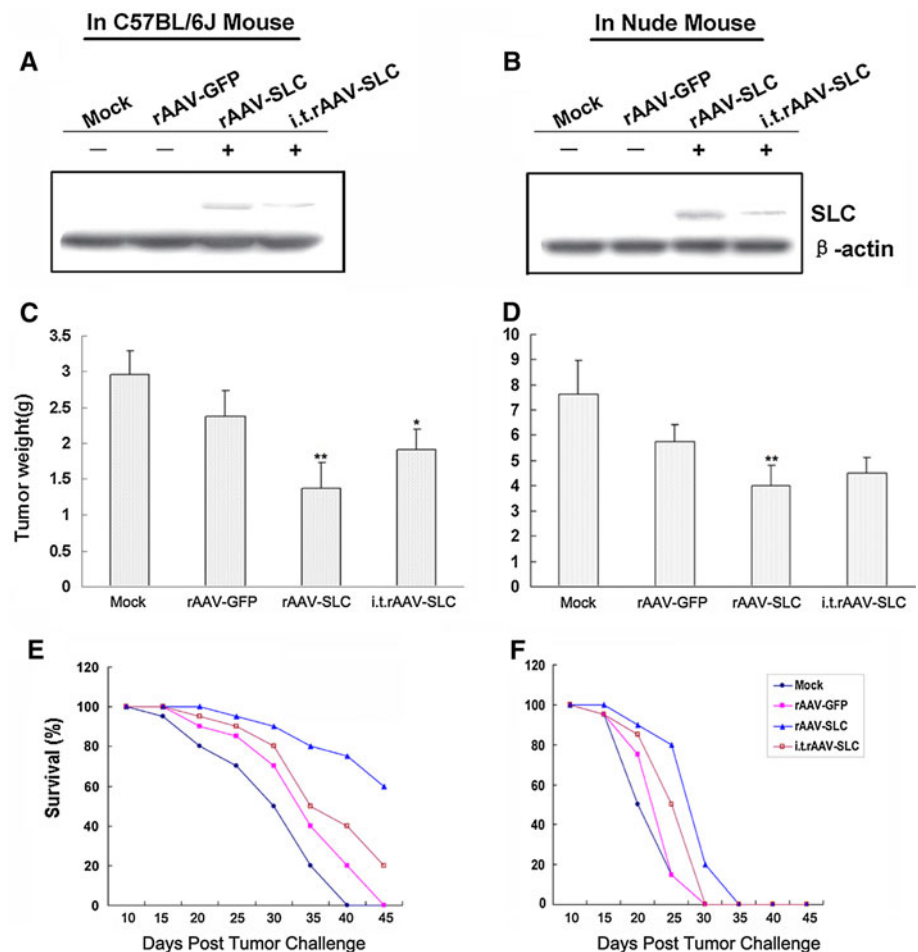 In C57BL/6J Mouse
In Nude Mouse
A
Mock
rAAV-GFP
rAAV-SLC
i.t.rAAV-SLC
— — + +
B
Mock
rAAV-GFP
rAAV-SLC
i.t.rAAV-SLC
— — + +
SLC
β-actin
C
Tumor weight(g)
3.5
3
2.5
2
1.5
1
0.5
0
**
*
Mock rAAV-GFP rAAV-SLC i.t.rAAV-SLC
D
10
9
8
7
6
5
4
3
2
1
0
**
Mock rAAV-GFP rAAV-SLC i.t.rAAV-SLC
E
Survival (%)
120
100
80
60
40
20
0
10 15 20 25 30 35 40 45
Days Post Tumor Challenge
F
120
100
80
60
40
20
0
Mock
rAAV-GFP
rAAV-SLC
i.t.rAAV-SLC
10 15 20 25 30 35 40 45
Days Post Tumor Challenge